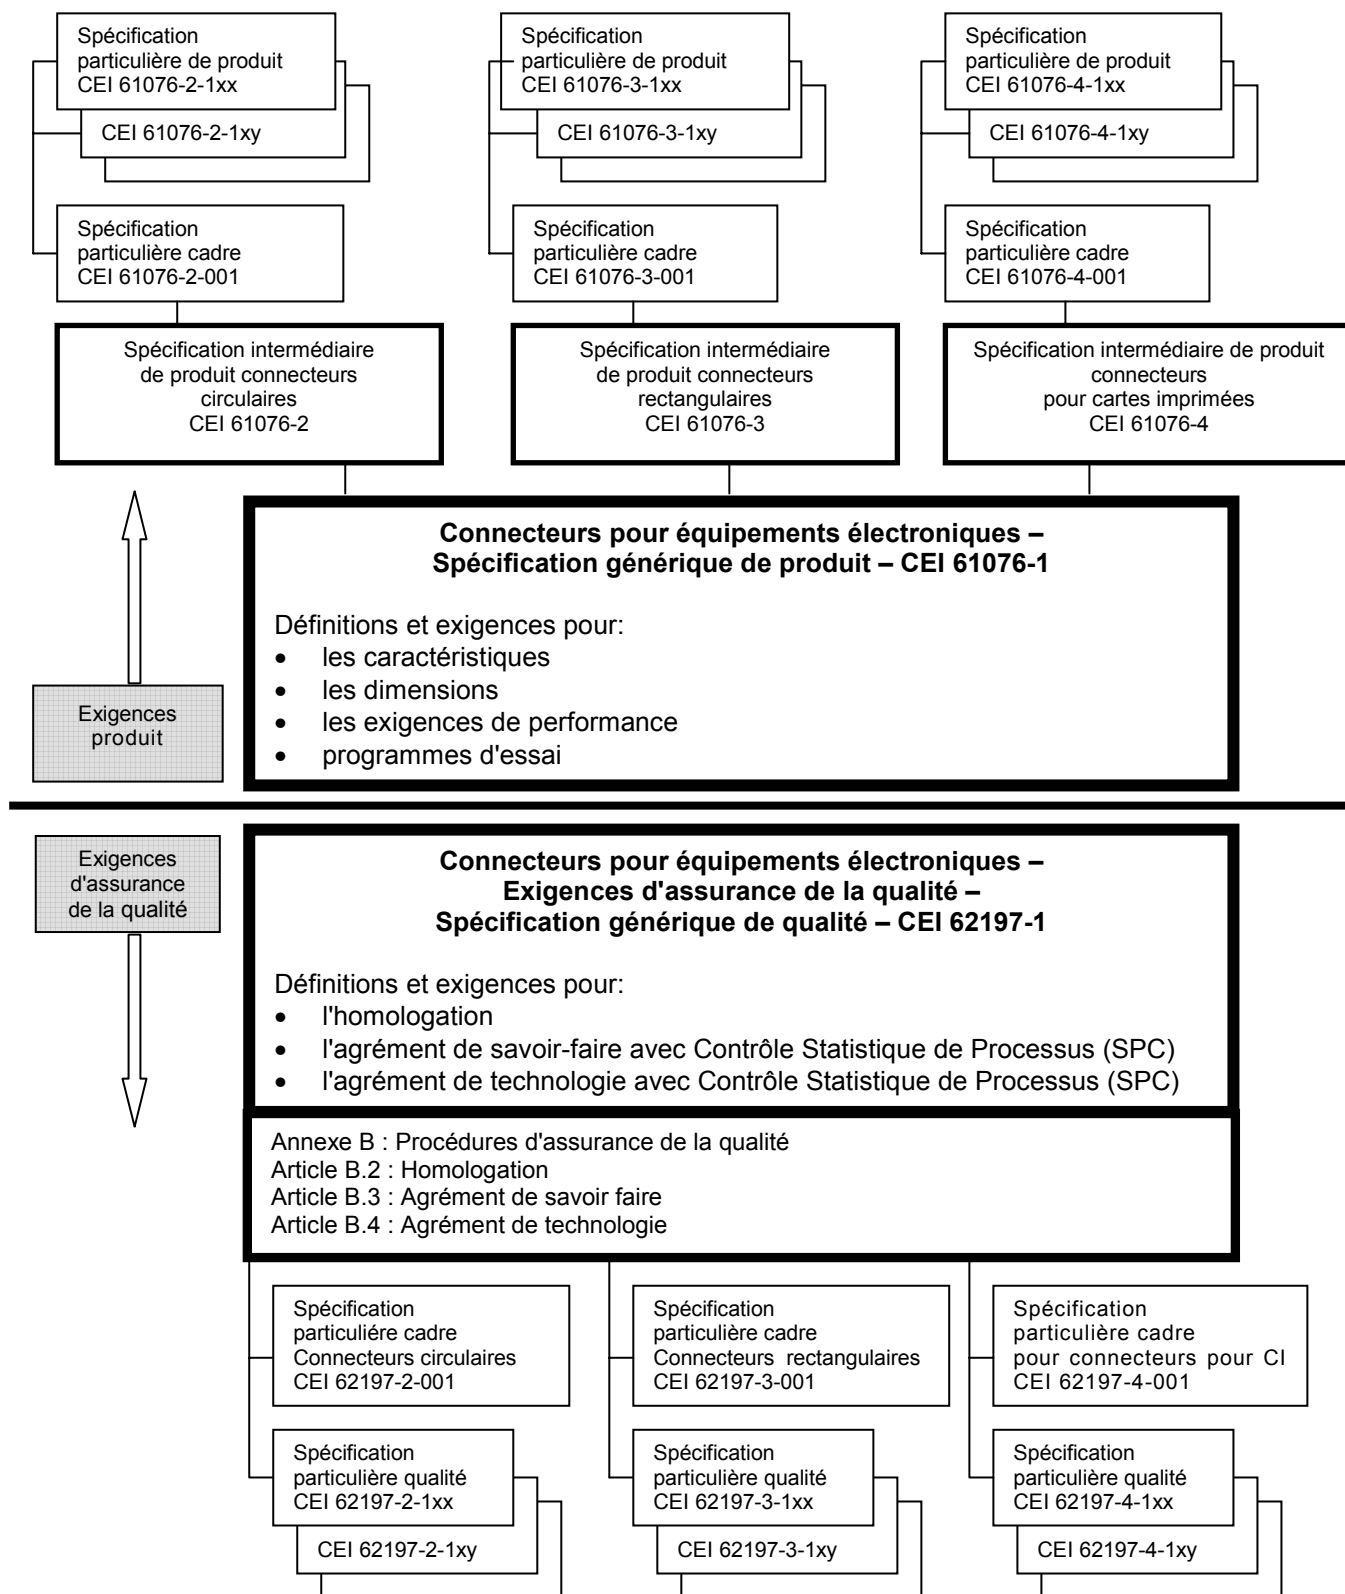 Spécification
particulière de produit
CEI 61076-2-1xx
CEI 61076-2-1xy
Spécification
particulière de produit
CEI 61076-3-1xx
CEI 61076-3-1xy
Spécification
particulière de produit
CEI 61076-4-1xx
CEI 61076-4-1xy
Spécification
particulière cadre
CEI 61076-2-001
Spécification
particulière cadre
CEI 61076-3-001
Spécification
particulière cadre
CEI 61076-4-001
Spécification intermédiaire
de produit connecteurs
circulaires
CEI 61076-2
Spécification intermédiaire
de produit connecteurs
rectangulaires
CEI 61076-3
Spécification intermédiaire de produit
connecteurs
pour cartes imprimées
CEI 61076-4
Connecteurs pour équipements électroniques –
Spécification générique de produit – CEI 61076-1
Définitions et exigences pour:
• les caractéristiques
• les dimensions
• les exigences de performance
• programmes d'essai
Exigences
produit
Exigences
d'assurance
de la qualité
Connecteurs pour équipements électroniques –
Exigences d'assurance de la qualité –
Spécification générique de qualité – CEI 62197-1
Définitions et exigences pour:
• l'homologation
• l'agrément de savoir-faire avec Contrôle Statistique de Processus (SPC)
• l'agrément de technologie avec Contrôle Statistique de Processus (SPC)
Annexe B : Procédures d'assurance de la qualité
Article B.2 : Homologation
Article B.3 : Agrément de savoir faire
Article B.4 : Agrément de technologie
Spécification
particuliére cadre
Connecteurs circulaires
CEI 62197-2-001
Spécification
particulière cadre
Connecteurs rectangulaires
CEI 62197-3-001
Spécification
particulière cadre
pour connecteurs pour CI
CEI 62197-4-001
Spécification
particulière qualité
CEI 62197-2-1xx
CEI 62197-2-1xy
Spécification
particulière qualité
CEI 62197-3-1xx
CEI 62197-3-1xy
Spécification
particulière qualité
CEI 62197-4-1xx
CEI 62197-4-1xy